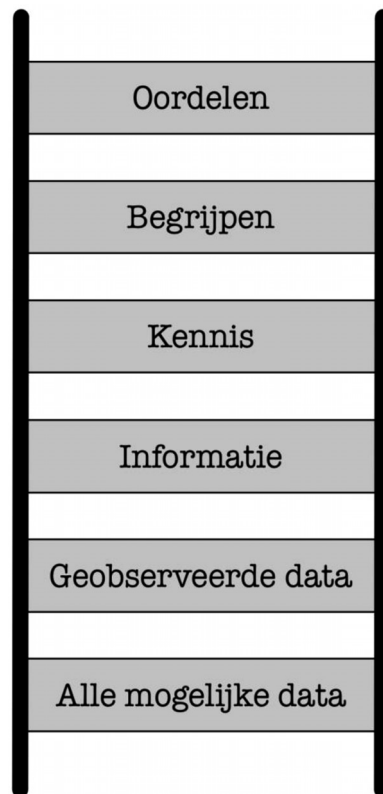 Oordelen
Begrijpen
Kennis
Informatie
Geobserveerde data
Alle mogelijke data